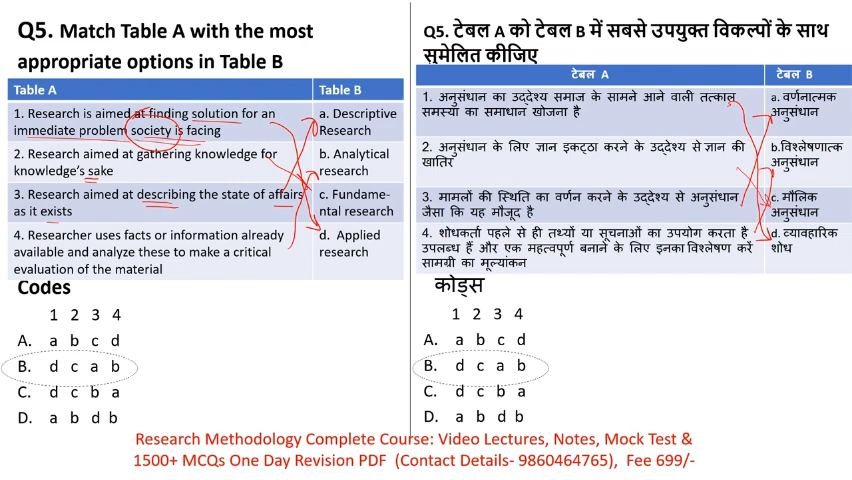 Q5. Match Table A with the most
appropriate options in Table B
Table A
Table B
1. Research is aimed at finding solution for an
immediate problem society is facing
a. Descriptive
Research
2. Research aimed at gathering knowledge for
knowledge's sake
b. Analytical
research
3. Research aimed at describing the state of affairs
as it exists
c. Fundame-
ntal research
4. Researcher uses facts or information already
available and analyze these to make a critical
evaluation of the material
d. Applied
research
Codes
1 2 3 4
A. a b c d
B. d c a b
C. d c b a
D. a b d b
Q5. टेबल A को टेबल B में सबसे उपयुक्त विकल्पों के साथ
सुमेलित कीजिए
टेबल A
टेबल B
1. अनुसंधान का उद्देश्य समाज के सामने आने वाली तत्काल
समस्या का समाधान खोजना है
a. वर्णनात्मक
अनुसंधान
2. अनुसंधान के लिए ज्ञान इकट्ठा करने के उद्देश्य से ज्ञान की
खातिर
b.विश्लेषणात्क
अनुसंधान
3. मामलों की स्थिति का वर्णन करने के उद्देश्य से अनुसंधान
जैसा कि यह मौजूद है
c. मौलिक
अनुसंधान
4. शोधकर्ता पहले से ही तथ्यों या सूचनाओं का उपयोग करता है
उपलब्ध हैं और एक महत्वपूर्ण बनाने के लिए इनका विश्लेषण करें
सामग्री का मूल्यांकन
d. व्यावहारिक
शोध
कोड्स
1 2 3 4
A. a b c d
B. d c a b
C. d c b a
D. a b d b
Research Methodology Complete Course: Video Lectures, Notes, Mock Test &
1500+ MCQs One Day Revision PDF (Contact Details- 9860464765), Fee 699/-